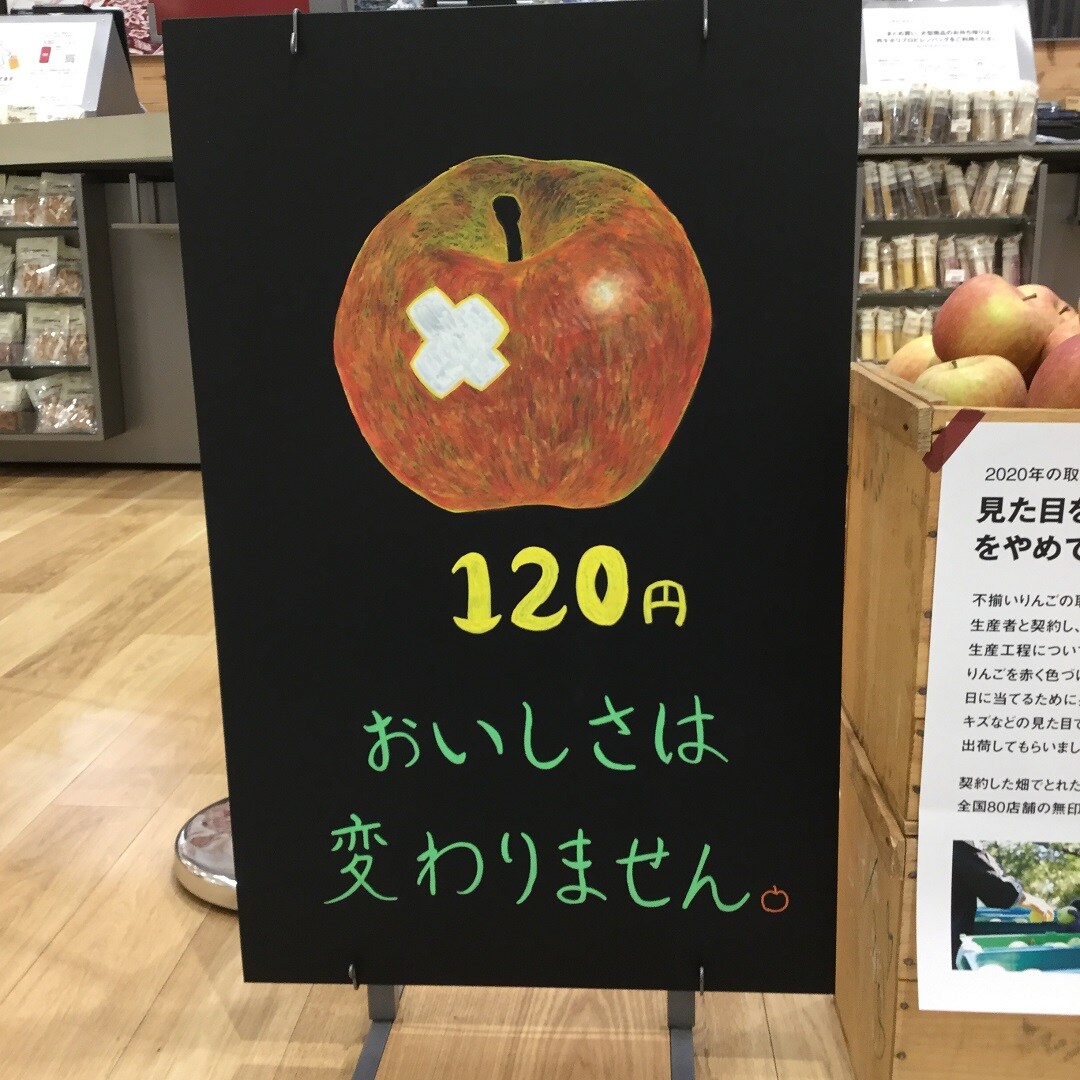 120円
おいしさは
変わりません。
2020年の取
見た目を
をやめて
不揃いりんごの取
生産者と契約し、
生産工程につい
りんごを赤く色づ
日に当てるために
キズなどの見た目で
出荷してもらいまし
契約した畑でとれた
全国80店舗の無印